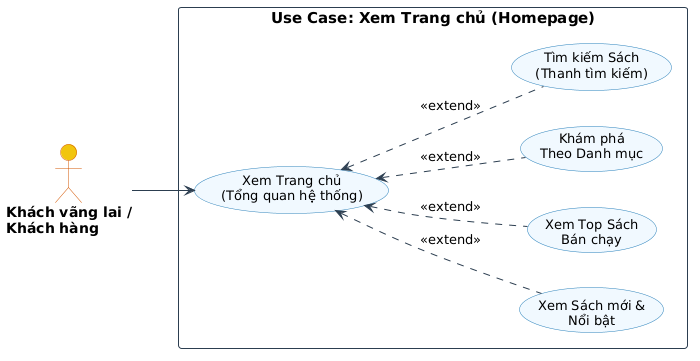 Use Case: Xem Trang chủ (Homepage)
Tìm kiếm Sách
(Thanh tìm kiếm)
«extend»
Khám phá
Theo Danh mục
«extend»
Xem Trang chủ
(Tổng quan hệ thống)
Khách vãng lai /
Khách hàng
«extend»
Xem Top Sách
Bán chạy
«extend»
Xem Sách mới &
Nổi bật